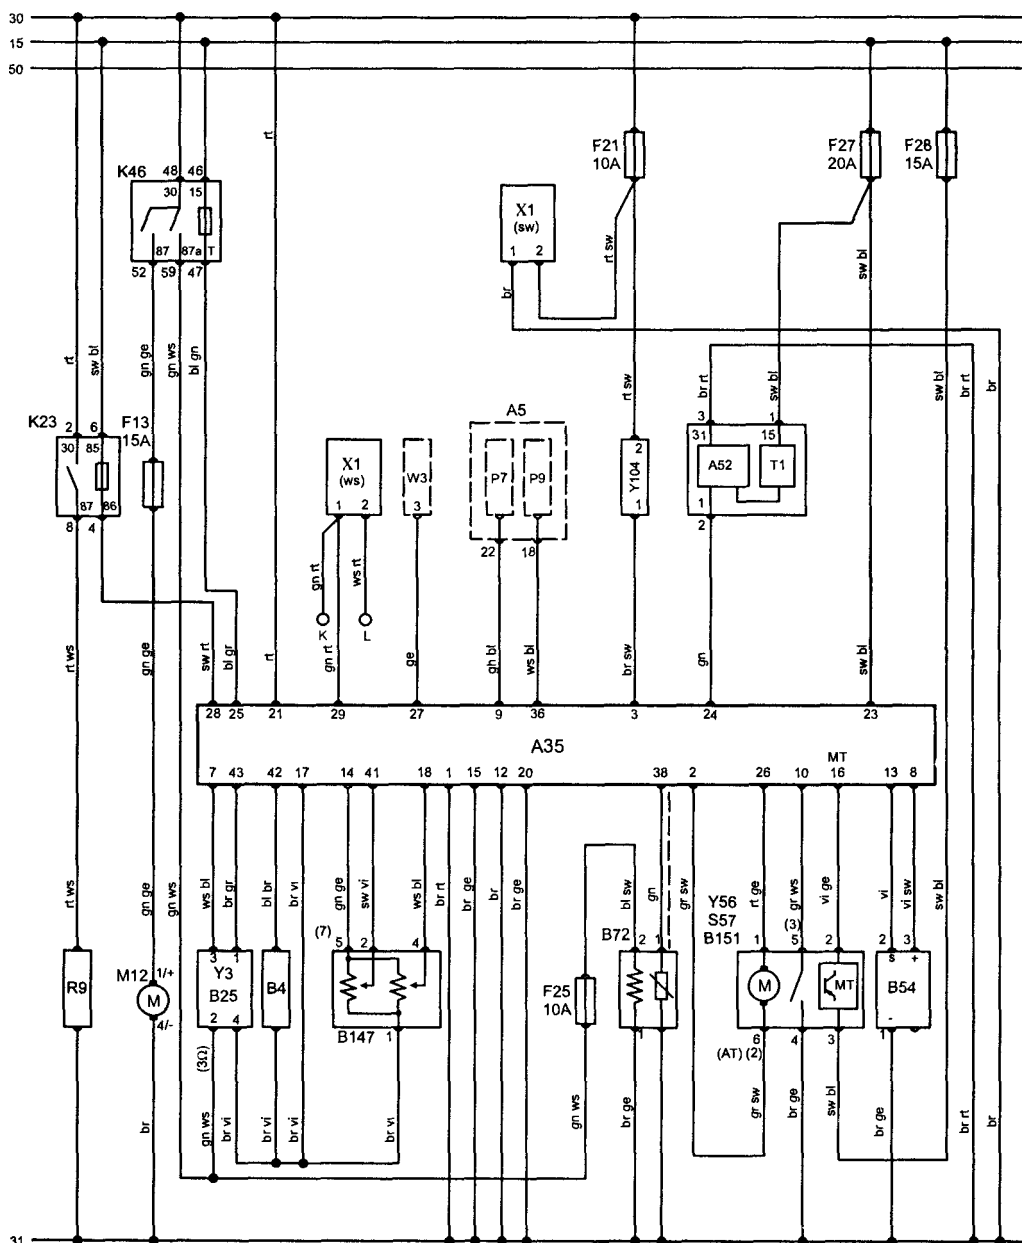 30
15
50
rt
F21
10A
F27
20A
F28
15A
K46
48 46
30 15
87 87a T
52 59 47
X1
(sw)
1 2
rt sw
br
sw bl
rt
sw bl
gn ge
gn ws
bl gn
rt sw
br rt
sw bl
sw bl
br rt
br
K23
2 6
30 85
87 86
8 4
F13
15A
X1
(ws)
1 2
W3
3
A5
P7 P9
22 18
2
Y104
1
3 1
31 15
A52 T1
1
2
gn rt
ws rt
K L
rt ws
gn ge
sw rt
bl gr
rt
gn rt
ge
gh bl
ws bl
br sw
gn
sw bl
28 25 21 29 27 9 36 3 24 23
A35
MT
7 43 42 17 14 41 18 1 15 12 20 38 2 26 10 16 13 8
rt ws
gn ge
gn ws
ws bl
br gr
bl br
br vi
gn ge
sw vi
ws bl
br rt
br ge
br
br ge
bl sw
gn
gr sw
rt ge
gr ws
vi ge
vi
vi sw
sw bl
Y56
S57
B151
(3)
(7)
5 2 4
B72 2 1
1 5 2
2 3
s +
R9
M12 1/+
M
4/-
3 1
Y3
B25
2 4
B4
B147 1
F25
10A
1
M
MT
6 4 3
(AT) (2)
B54
-
1
(3Ω)
br
gn ws
br vi
br vi
br vi
br vi
gn ws
br ge
gr sw
br ge
sw bl
br ge
br rt
br
31